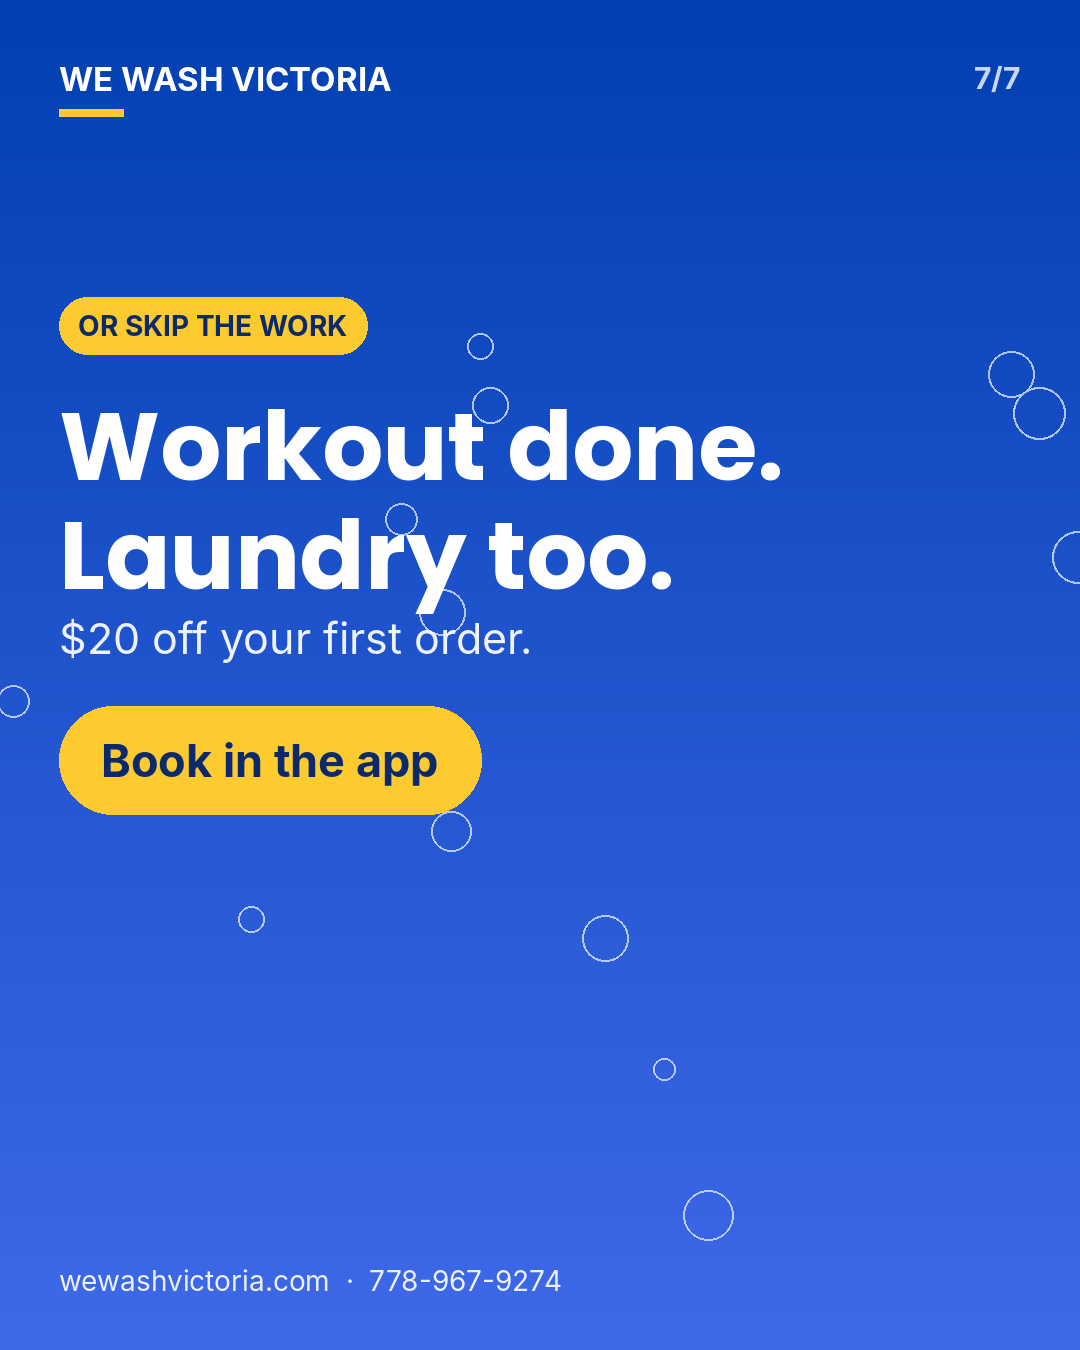 WE WASH VICTORIA
7/7
OR SKIP THE WORK
Workout done.
Laundry too.
$20 off your first order.
Book in the app
wewashvictoria.com · 778-967-9274